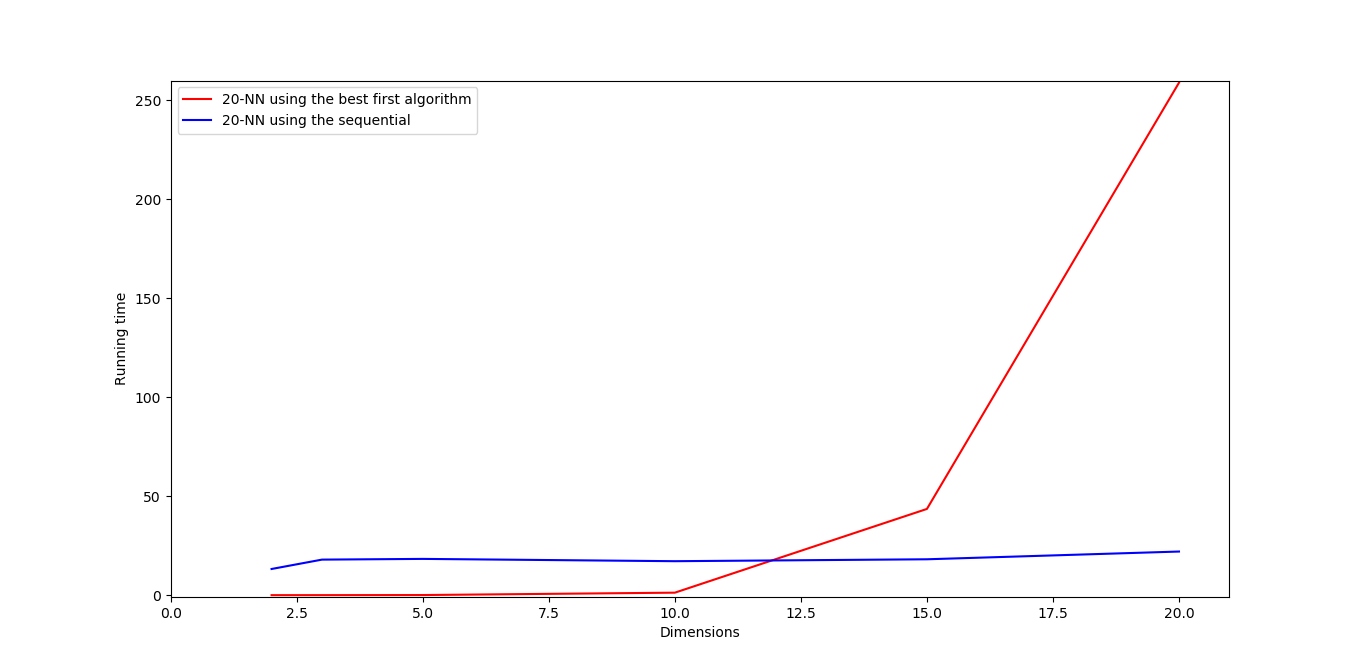 20-NN using the best first algorithm
20-NN using the sequential
250
200
150
100
50
0
Running time
0.0 2.5 5.0 7.5 10.0 12.5 15.0 17.5 20.0
Dimensions